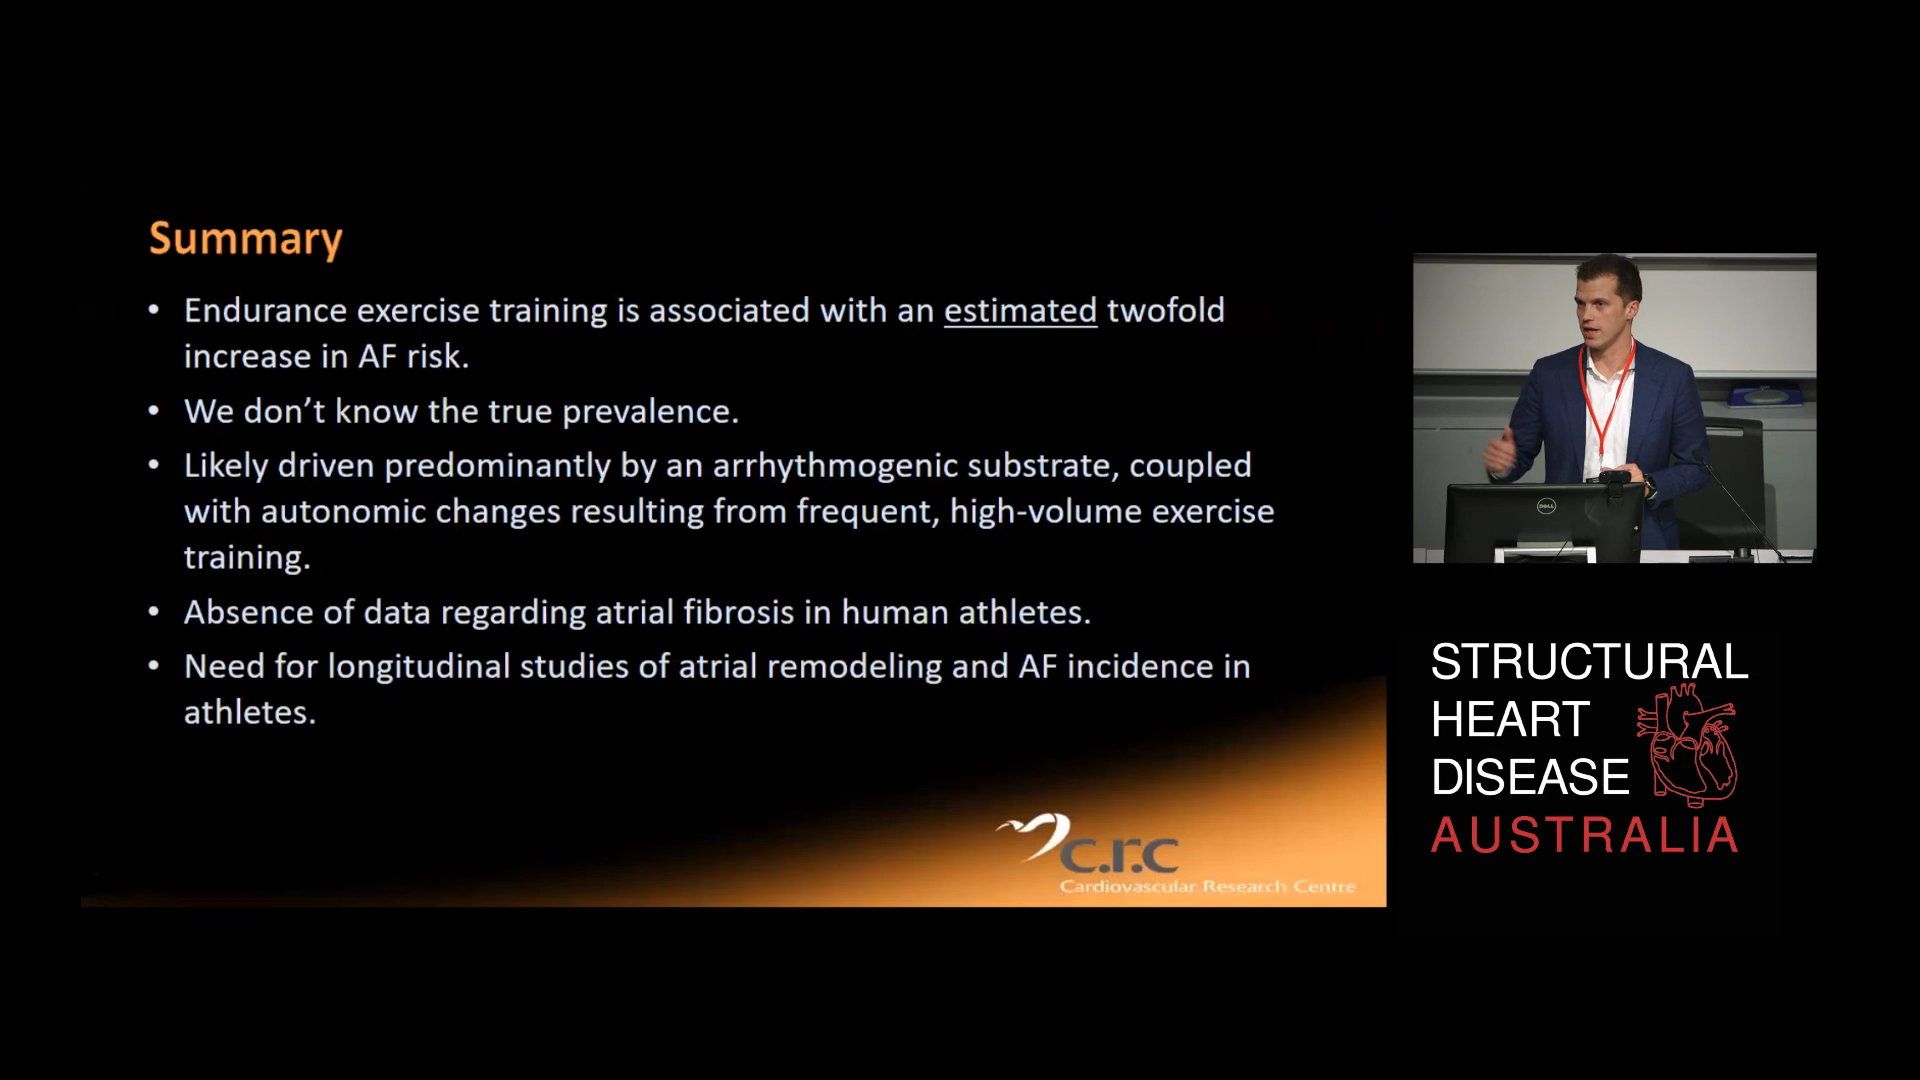 Summary
• Endurance exercise training is associated with an estimated twofold
increase in AF risk.
• We don’t know the true prevalence.
• Likely driven predominantly by an arrhythmogenic substrate, coupled
with autonomic changes resulting from frequent, high-volume exercise
training.
• Absence of data regarding atrial fibrosis in human athletes.
• Need for longitudinal studies of atrial remodeling and AF incidence in
athletes.
c.r.c
Cardiovascular Research Centre
DELL
STRUCTURAL
HEART
DISEASE
AUSTRALIA